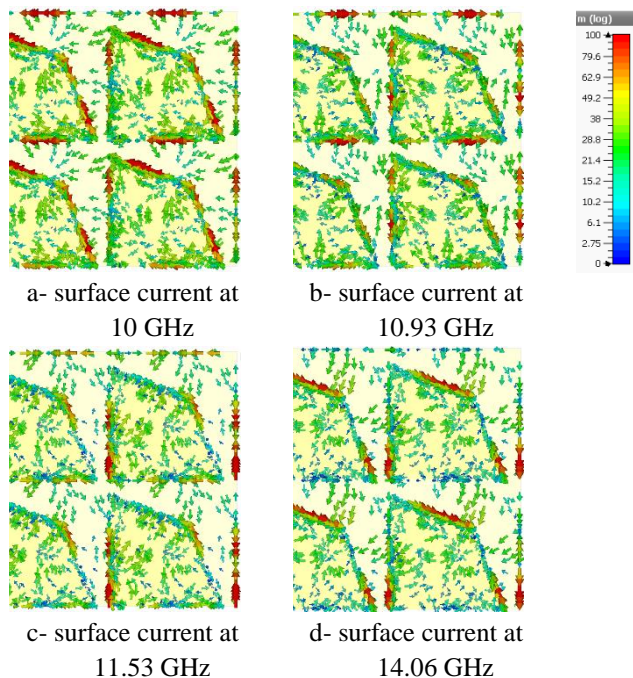 m (log)
100
79.4
62.9
49.2
38
28.8
21.4
15.2
10.2
6.1
2.75
0
a- surface current at
10 GHz
b- surface current at
10.93 GHz
c- surface current at
11.53 GHz
d- surface current at
14.06 GHz